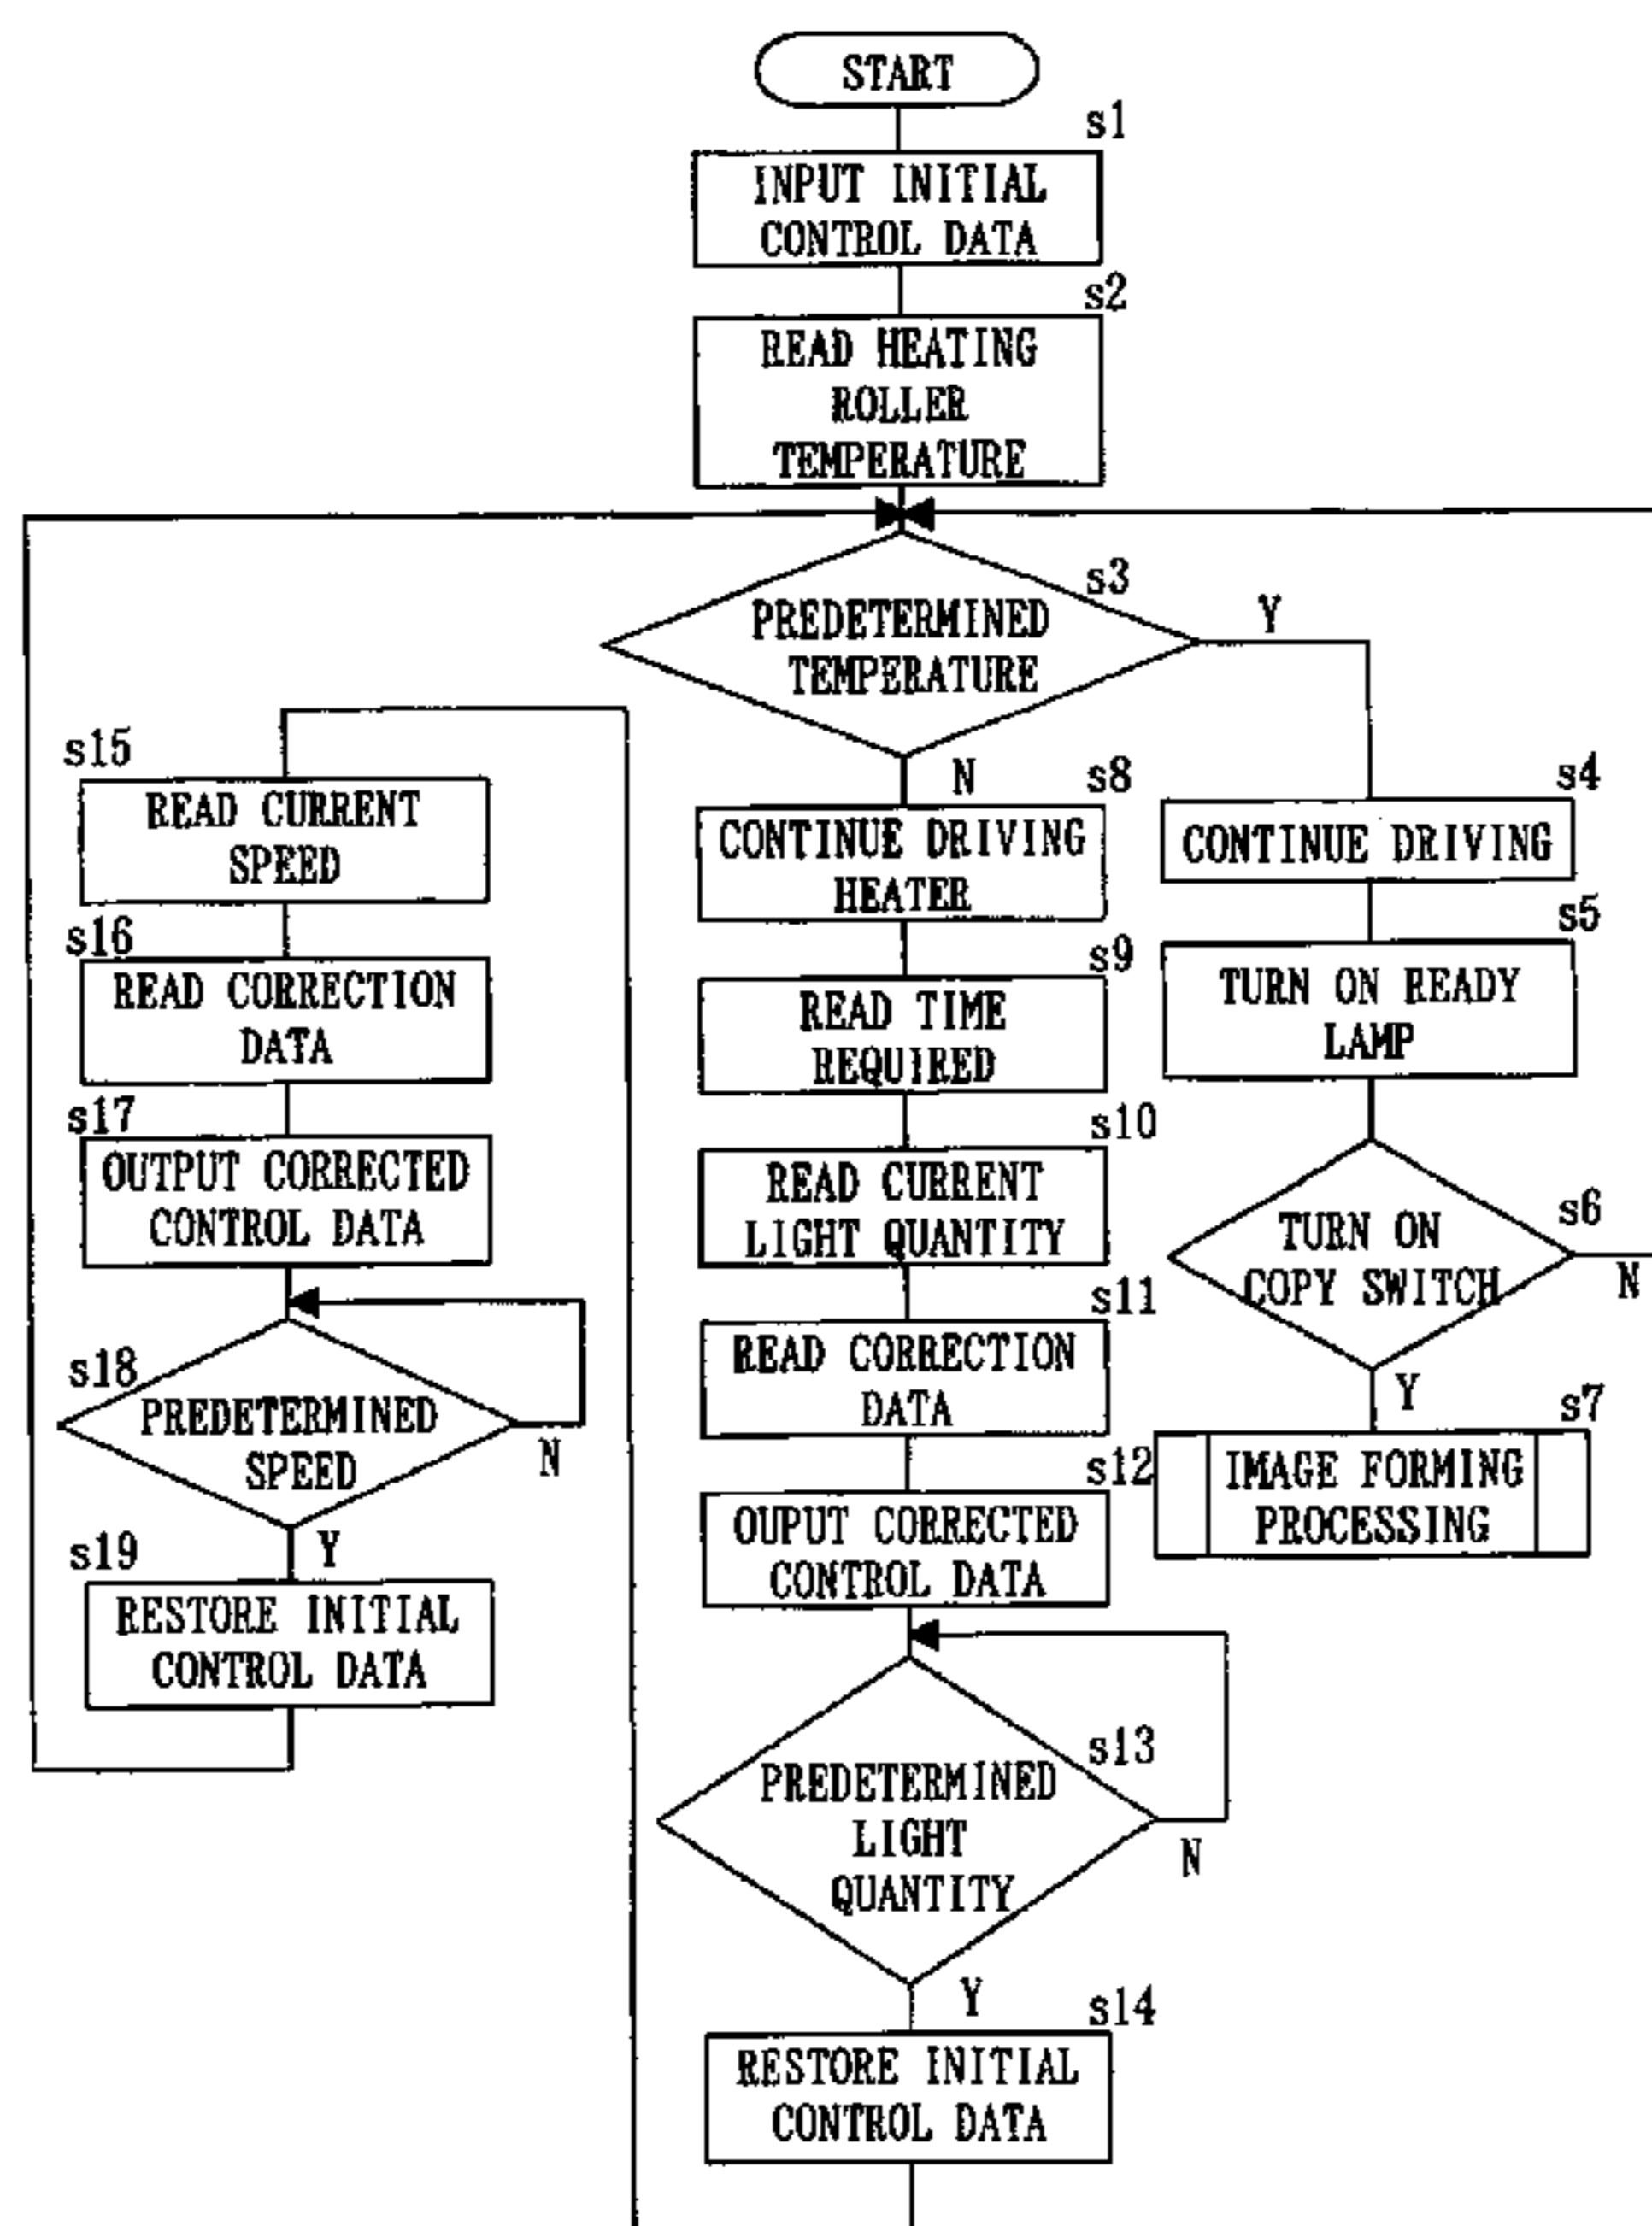 START
s1
INPUT INITIAL
CONTROL DATA
s2
READ HEATING
ROLLER
TEMPERATURE
s3
PREDETERMINED
TEMPERATURE
Y
N
s4
CONTINUE DRIVING
s5
TURN ON READY
LAMP
s6
TURN ON
COPY SWITCH
N
Y
s7
IMAGE FORMING
PROCESSING
s8
CONTINUE DRIVING
HEATER
s9
READ TIME
REQUIRED
s10
READ CURRENT
LIGHT QUANTITY
s11
READ CORRECTION
DATA
s12
OUPUT CORRECTED
CONTROL DATA
s13
PREDETERMINED
LIGHT
QUANTITY
N
Y
s14
RESTORE INITIAL
CONTROL DATA
s15
READ CURRENT
SPEED
s16
READ CORRECTION
DATA
s17
OUTPUT CORRECTED
CONTROL DATA
s18
PREDETERMINED
SPEED
N
Y
s19
RESTORE INITIAL
CONTROL DATA